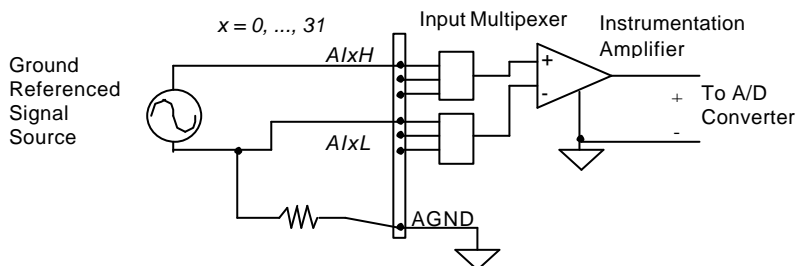 x = 0, ..., 31
Input Multipexer
Instrumentation
Amplifier
AIxH
Ground
Referenced
Signal
Source
+
-
+
To A/D
Converter
-
AIxL
AGND